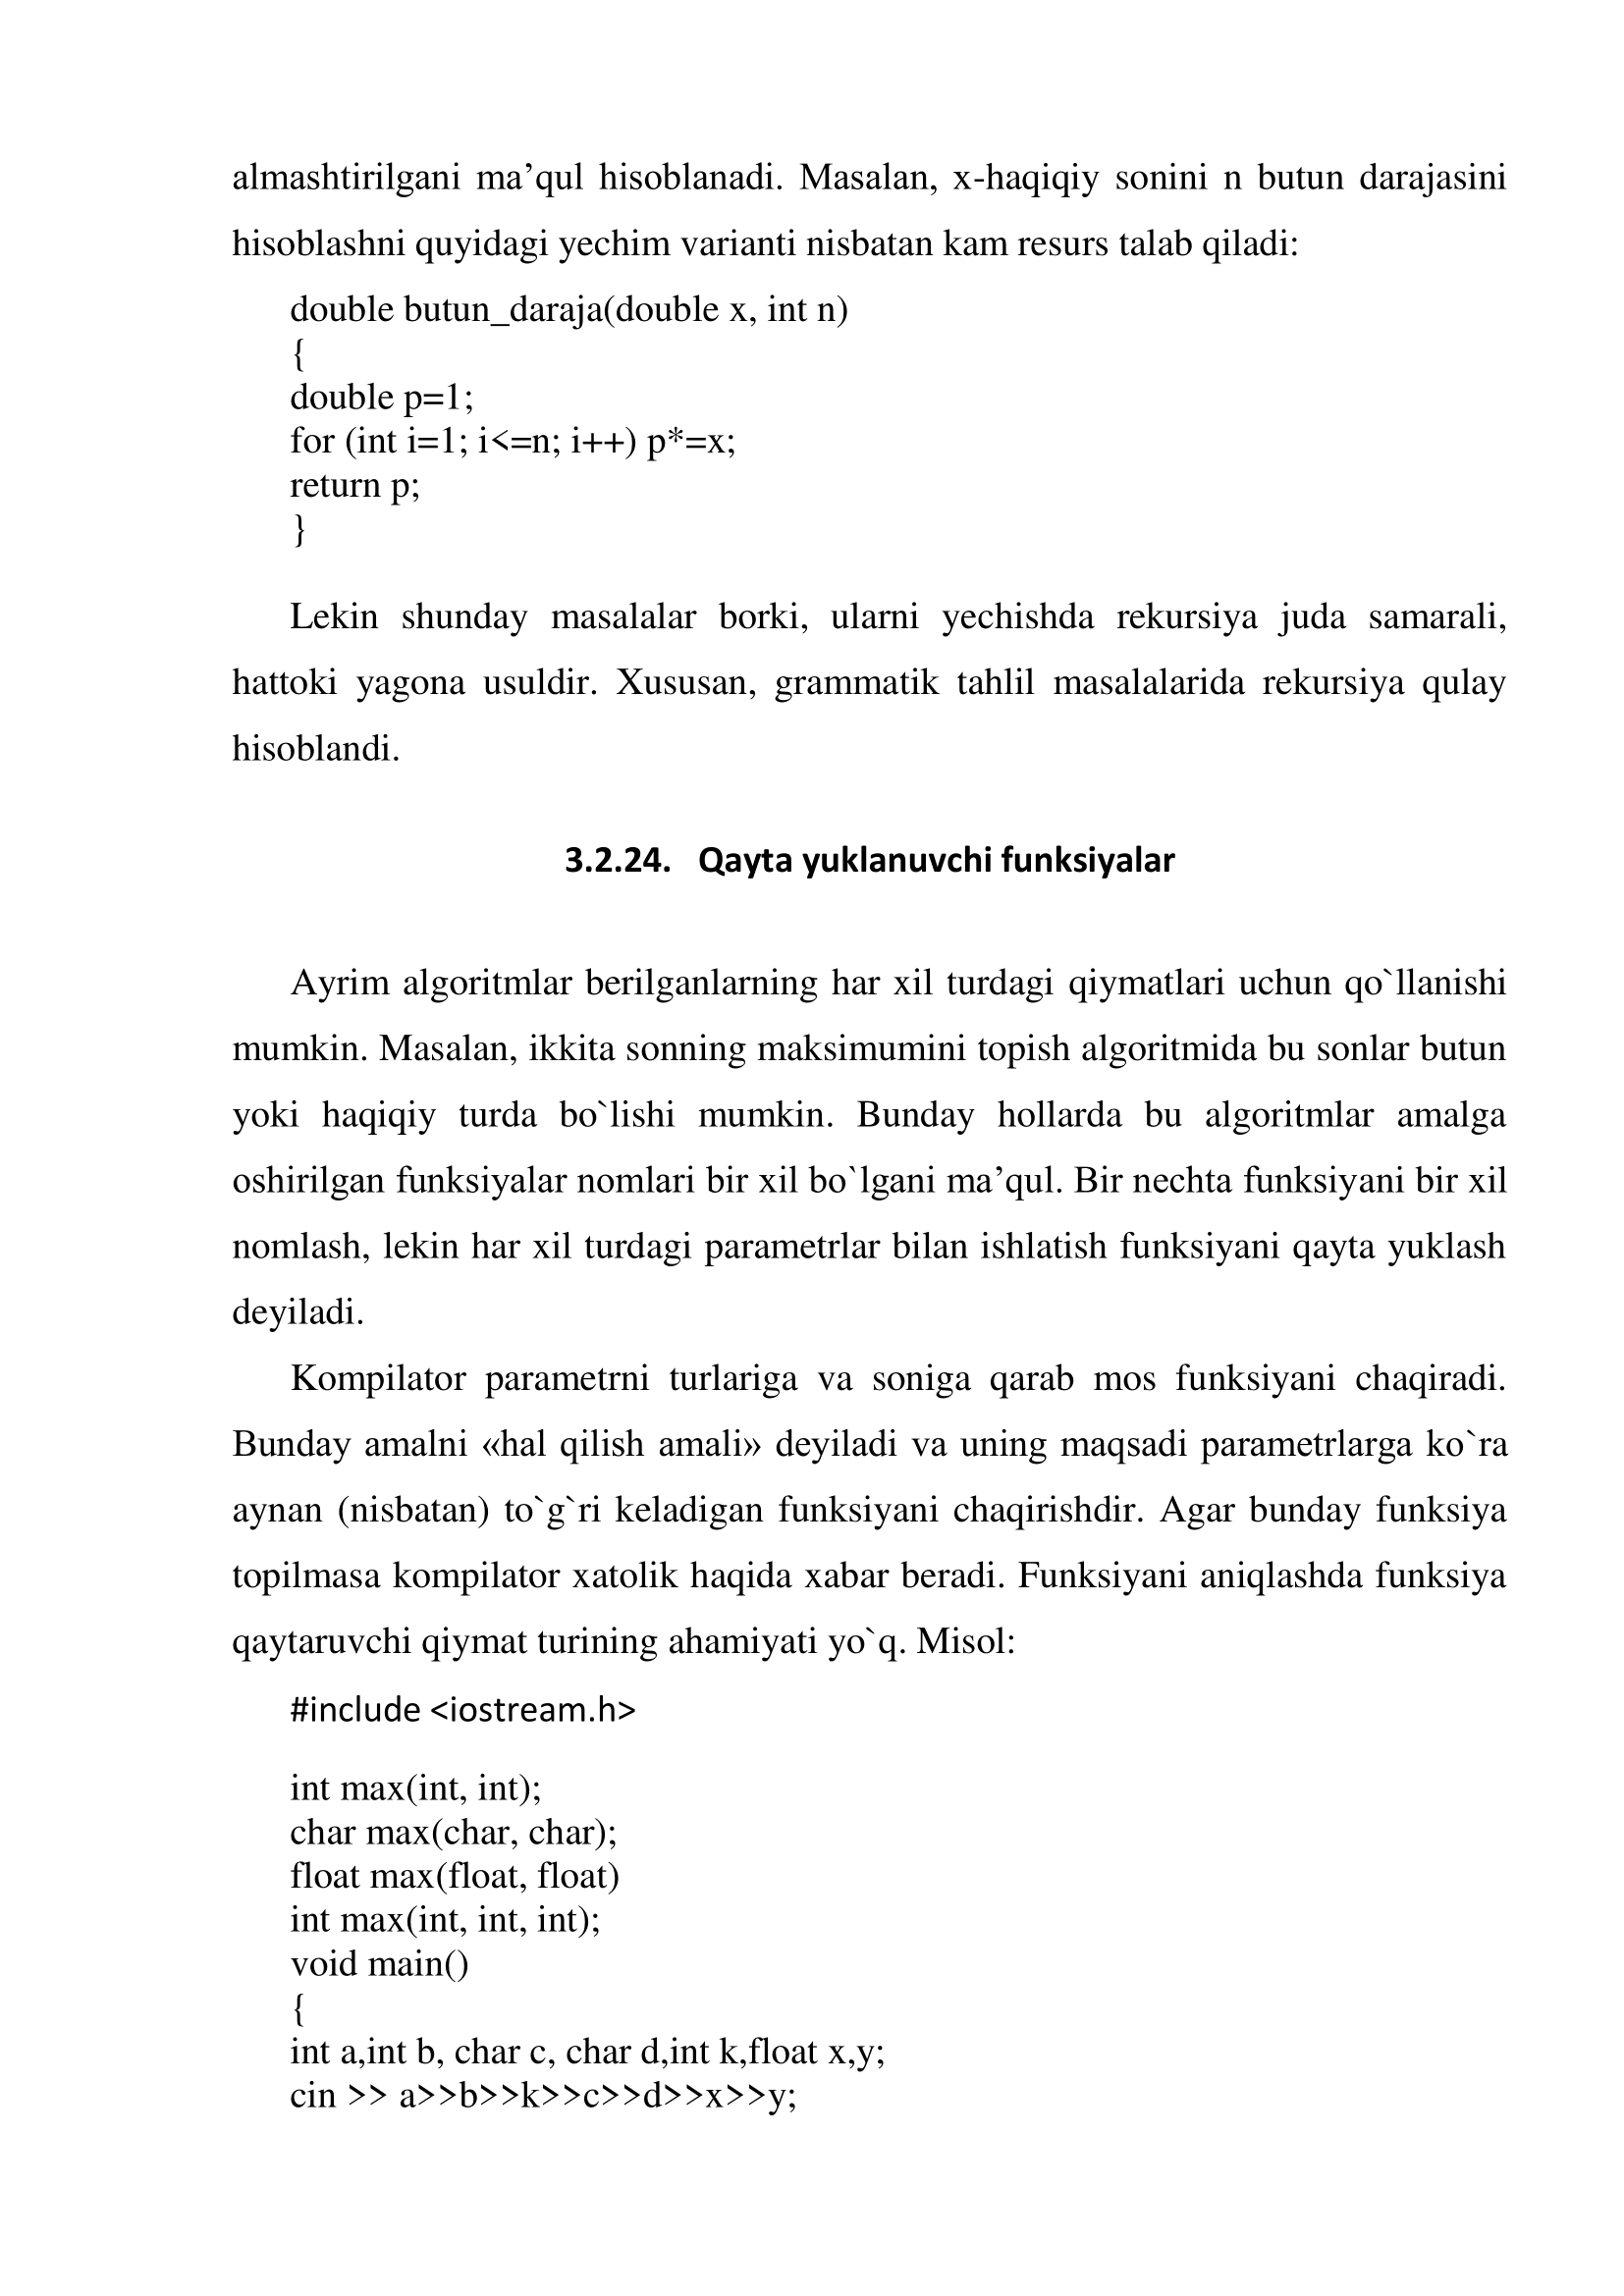 almashtirilgani ma’qul hisoblanadi. Masalan, x-haqiqiy sonini n butun darajasini
hisoblashni quyidagi yechim varianti nisbatan kam resurs talab qiladi:
double butun_daraja(double x, int n)
{
double p=1;
for (int i=1; i<=n; i++) p*=x;
return p;
}
Lekin shunday masalalar borki, ularni yechishda rekursiya juda samarali,
hattoki yagona usuldir. Xususan, grammatik tahlil masalalarida rekursiya qulay
hisoblandi.
3.2.24. Qayta yuklanuvchi funksiyalar
Ayrim algoritmlar berilganlarning har xil turdagi qiymatlari uchun qo`llanishi
mumkin. Masalan, ikkita sonning maksimumini topish algoritmida bu sonlar butun
yoki haqiqiy turda bo`lishi mumkin. Bunday hollarda bu algoritmlar amalga
oshirilgan funksiyalar nomlari bir xil bo`lgani ma’qul. Bir nechta funksiyani bir xil
nomlash, lekin har xil turdagi parametrlar bilan ishlatish funksiyani qayta yuklash
deyiladi.
Kompilator parametrni turlariga va soniga qarab mos funksiyani chaqiradi.
Bunday amalni «hal qilish amali» deyiladi va uning maqsadi parametrlarga ko`ra
aynan (nisbatan) to`g`ri keladigan funksiyani chaqirishdir. Agar bunday funksiya
topilmasa kompilator xatolik haqida xabar beradi. Funksiyani aniqlashda funksiya
qaytaruvchi qiymat turining ahamiyati yo`q. Misol:
#include <iostream.h>
int max(int, int);
char max(char, char);
float max(float, float)
int max(int, int, int);
void main()
{
int a,int b, char c, char d,int k,float x,y;
cin >> a>>b>>k>>c>>d>>x>>y;